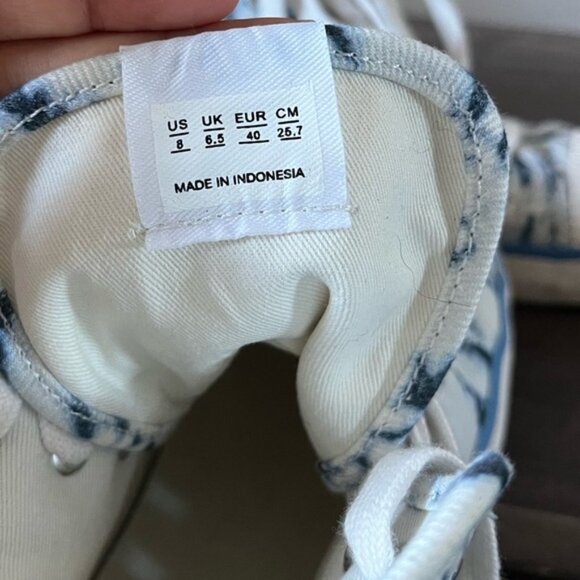 US UK EUR CM
8 6.5 40 25.7
MADE IN INDONESIA